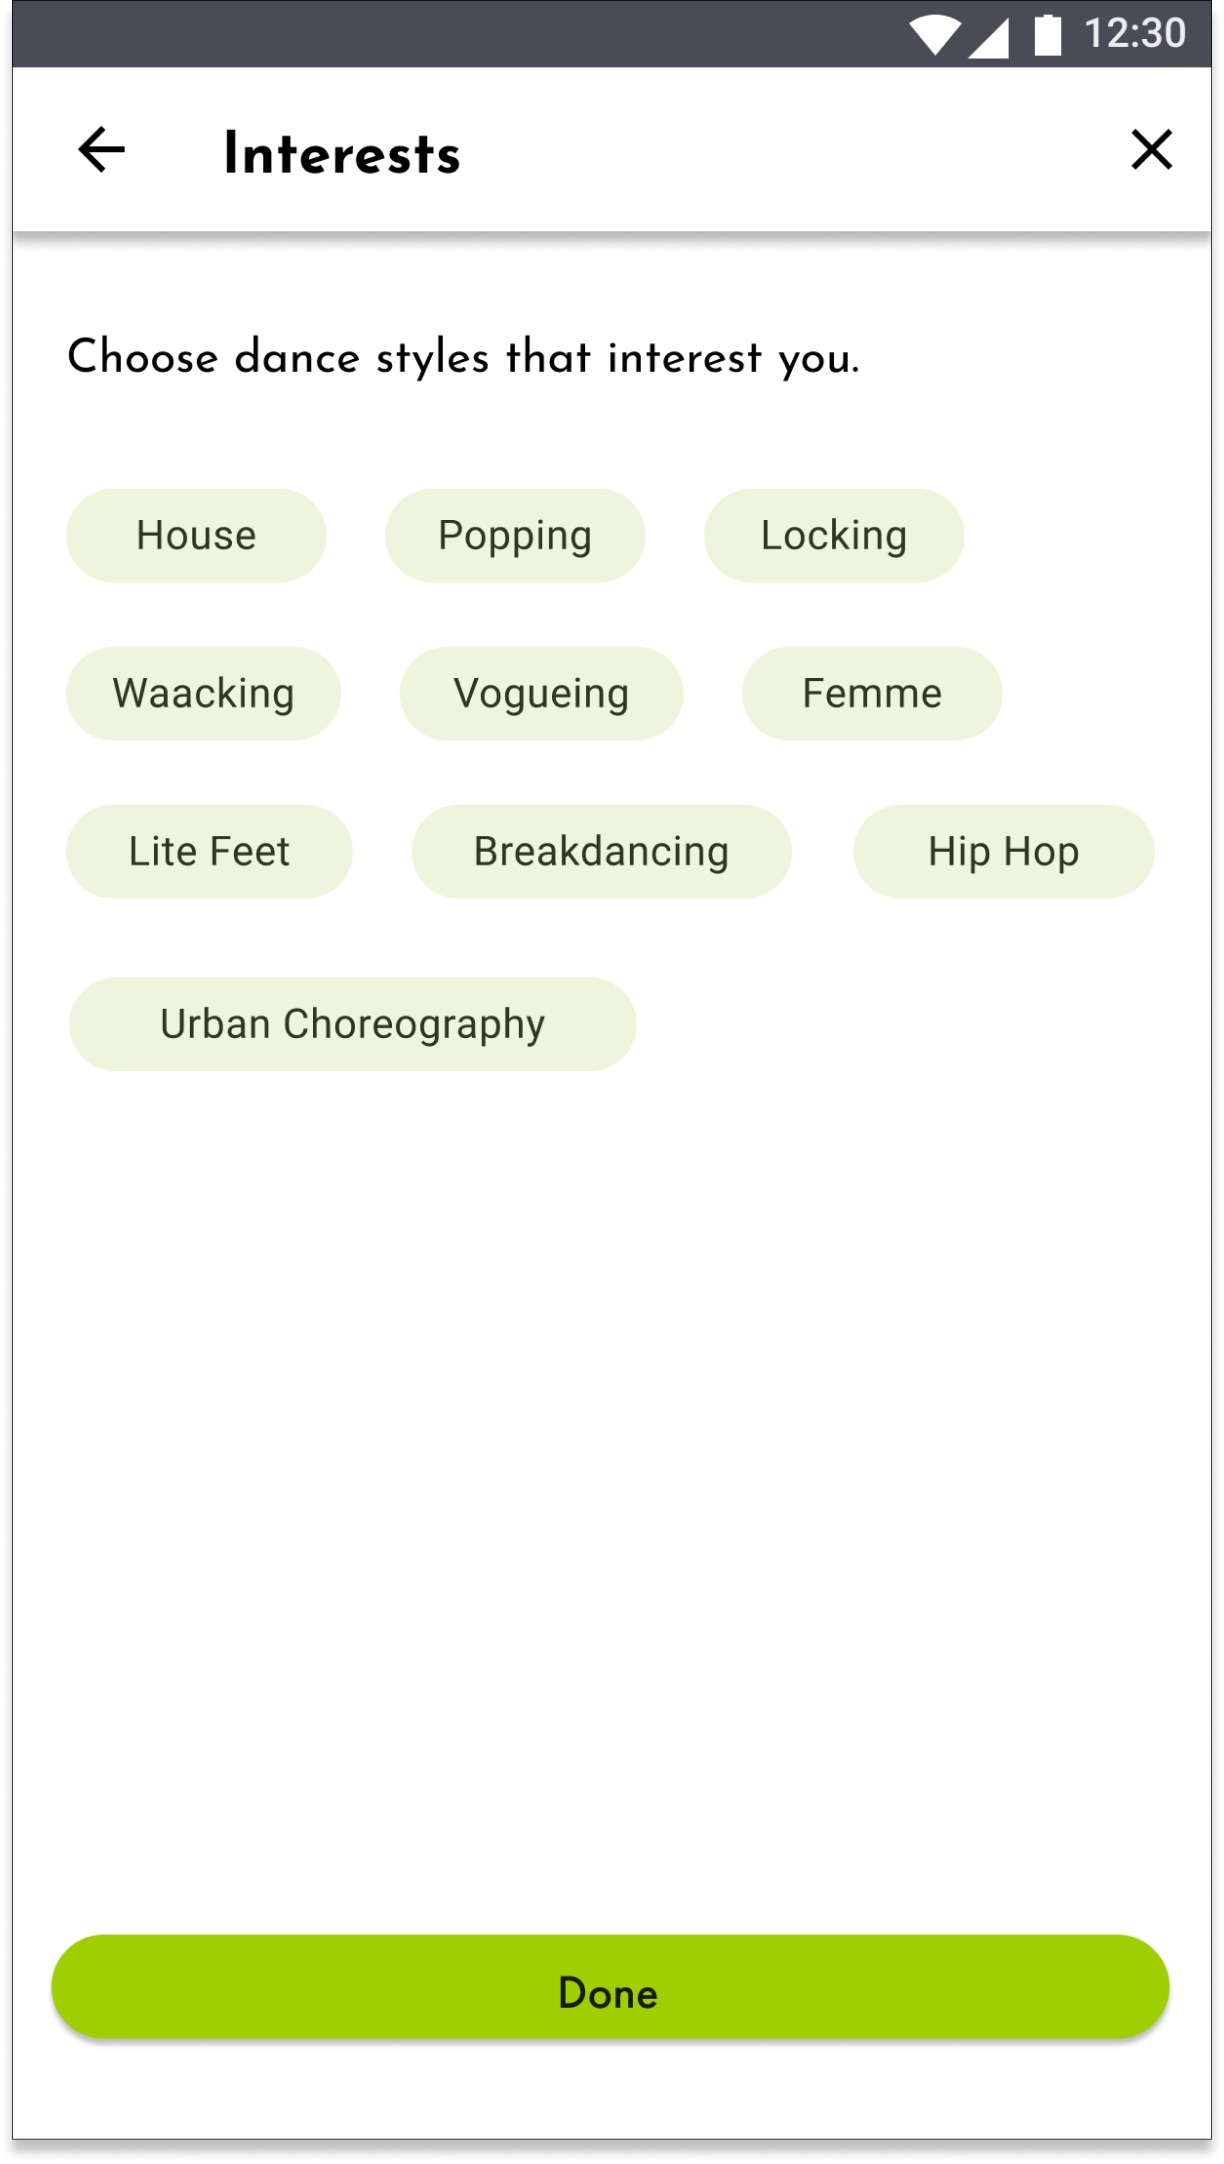 12:30
Interests
Choose dance styles that interest you.
House Popping Locking
Waacking Vogueing Femme
Lite Feet Breakdancing Hip Hop
Urban Choreography
Done